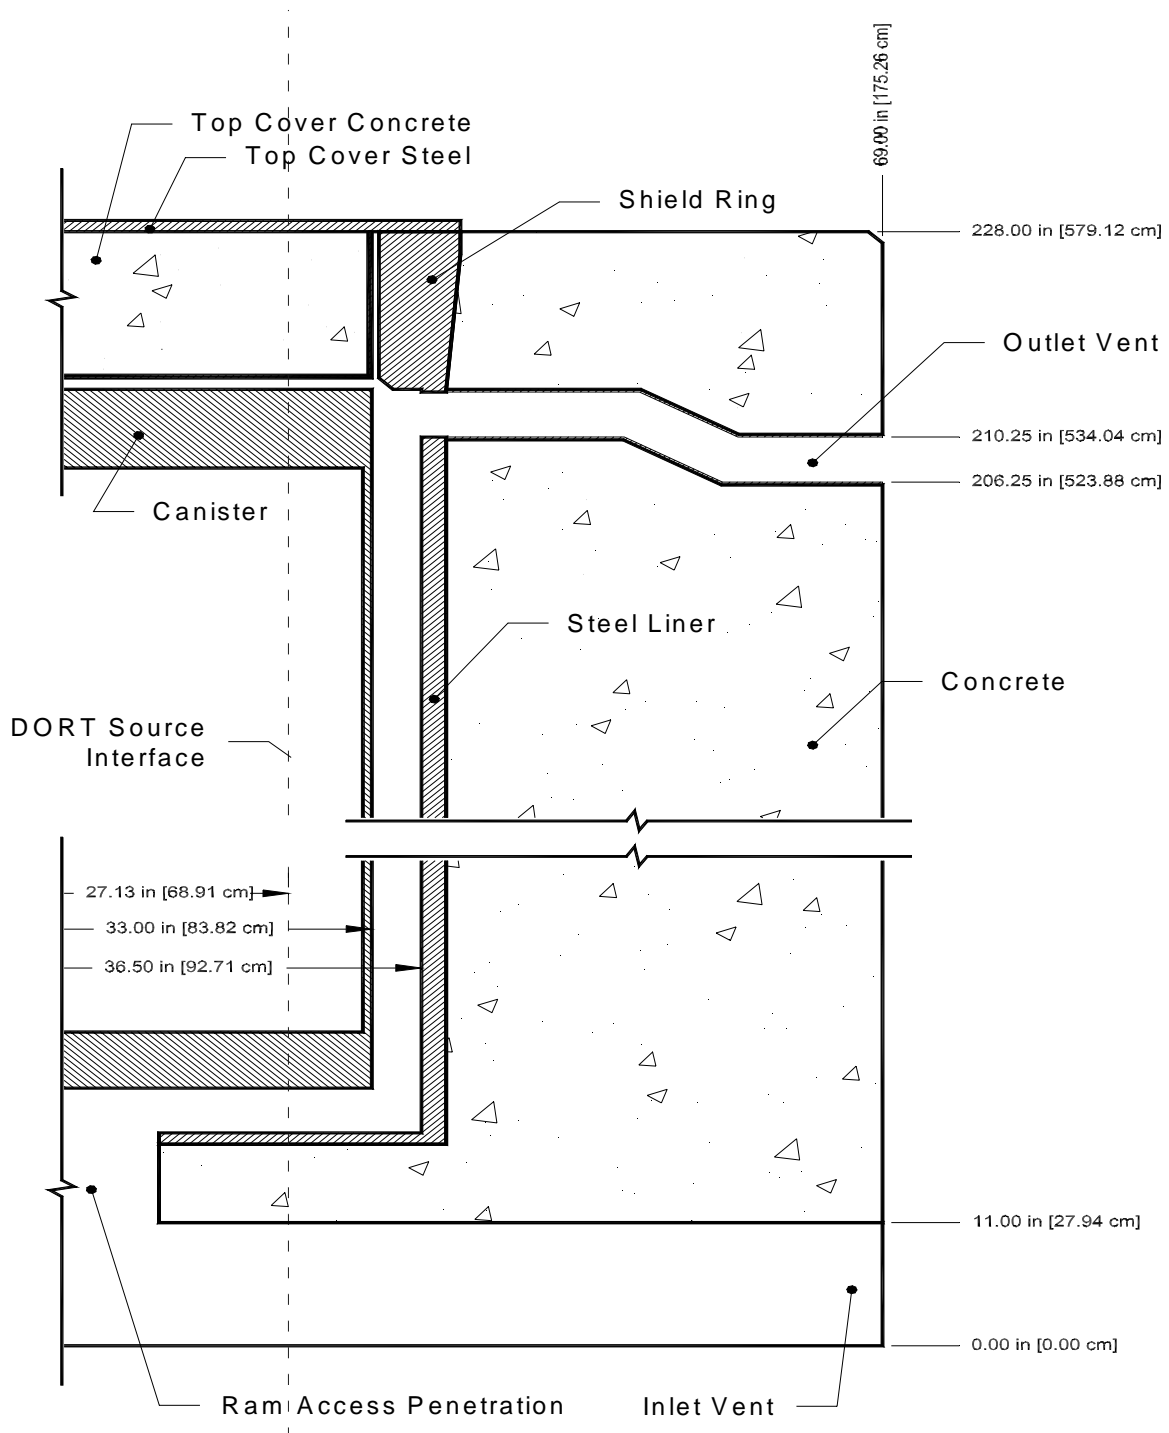 69.00 in [175.26 cm]
Top Cover Concrete
Top Cover Steel
Shield Ring
228.00 in [579.12 cm]
Outlet Vent
210.25 in [534.04 cm]
206.25 in [523.88 cm]
Canister
Steel Liner
Concrete
DORT Source
Interface
27.13 in [68.91 cm]
33.00 in [83.82 cm]
36.50 in [92.71 cm]
11.00 in [27.94 cm]
0.00 in [0.00 cm]
Ram Access Penetration
Inlet Vent